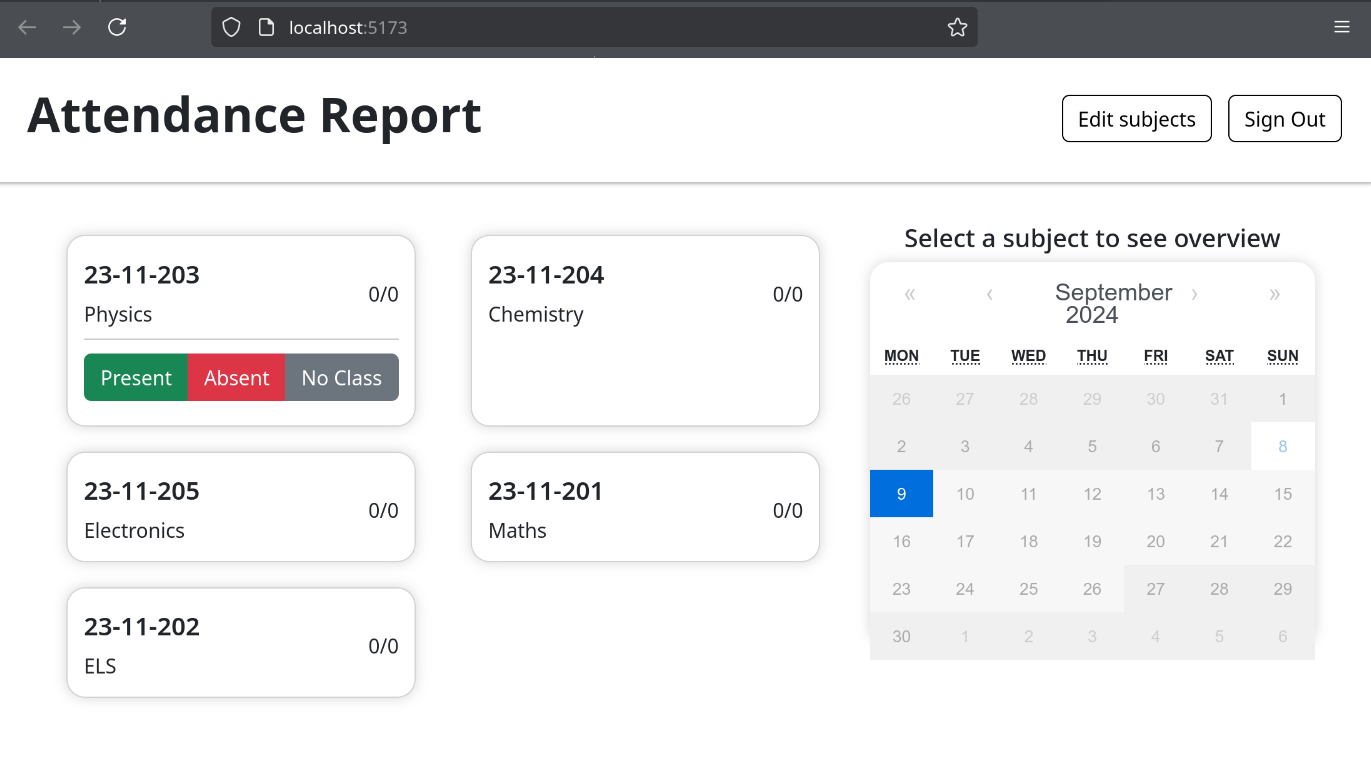 localhost:5173
Attendance Report
Edit subjects
Sign Out
23-11-203
Physics
0/0
Present Absent No Class
23-11-204
Chemistry
0/0
23-11-205
Electronics
0/0
23-11-201
Maths
0/0
23-11-202
ELS
0/0
Select a subject to see overview
« ‹ September › »
2024
MON TUE WED THU FRI SAT SUN
26 27 28 29 30 31 1
2 3 4 5 6 7 8
9 10 11 12 13 14 15
16 17 18 19 20 21 22
23 24 25 26 27 28 29
30 1 2 3 4 5 6